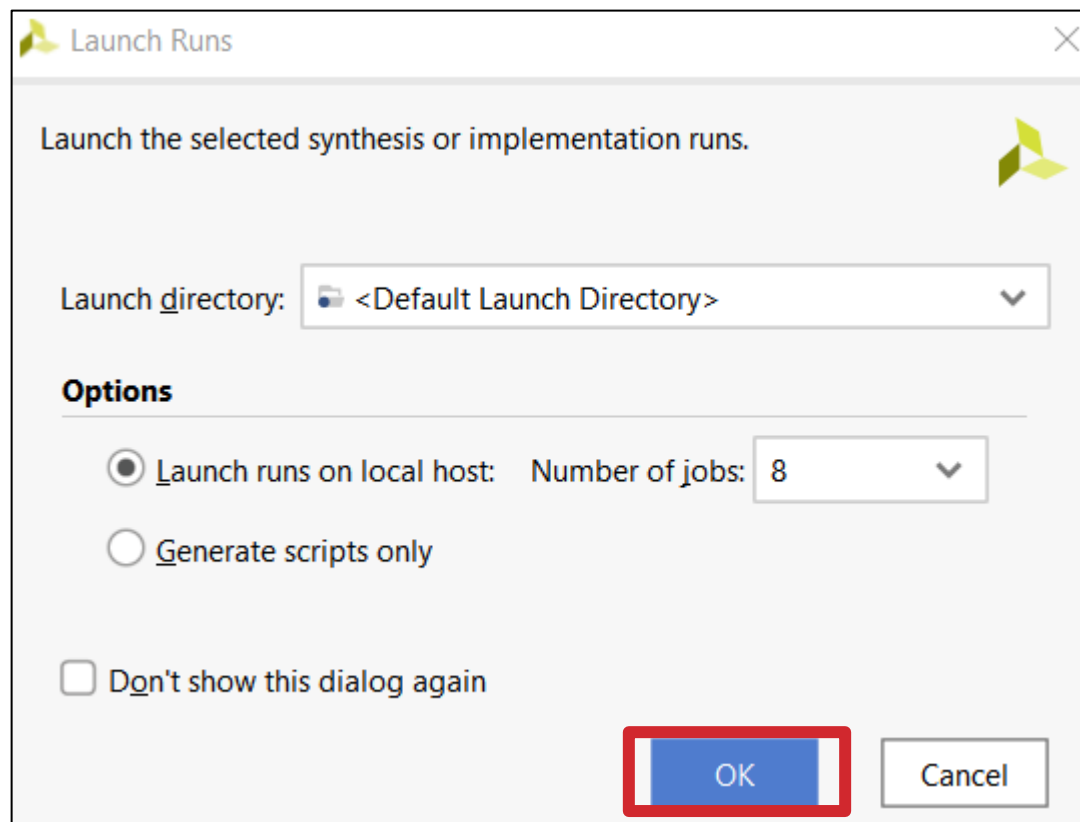 Launch Runs
Launch the selected synthesis or implementation runs.
Launch directory: <Default Launch Directory>
Options
Launch runs on local host: Number of jobs: 8
Generate scripts only
Don't show this dialog again
OK Cancel